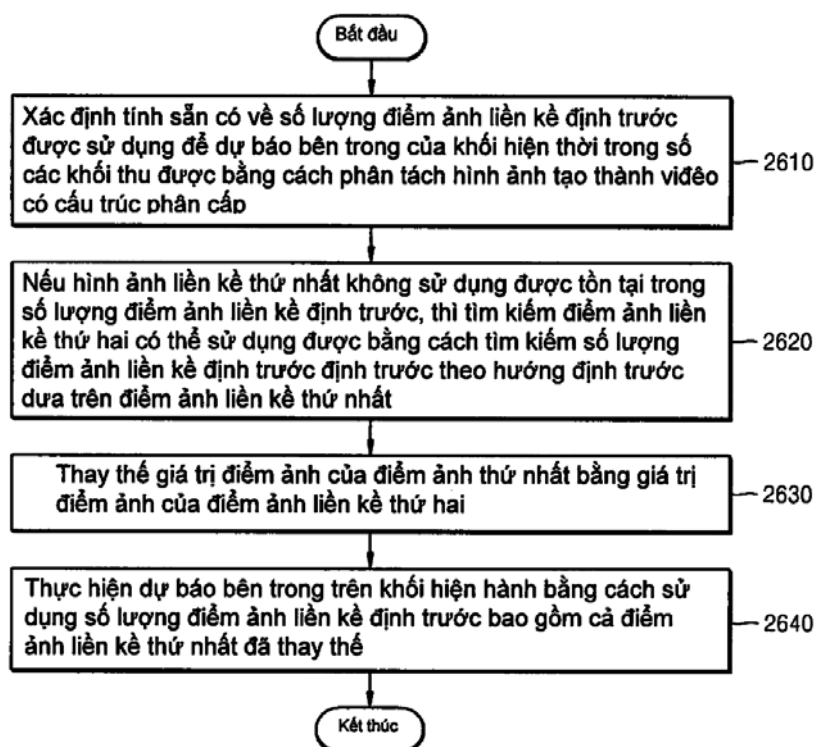 Bắt đầu
Xác định tính sẵn có về số lượng điểm ảnh liền kề định trước
được sử dụng để dự báo bên trong của khối hiện thời trong số
các khối thu được bằng cách phân tách hình ảnh tạo thành viđêo
có cấu trúc phân cấp
2610
Nếu hình ảnh liền kề thứ nhất không sử dụng được tồn tại trong
số lượng điểm ảnh liền kề định trước, thì tìm kiếm điểm ảnh liền
kề thứ hai có thể sử dụng được bằng cách tìm kiếm số lượng
điểm ảnh liền kề định trước định trước theo hướng định trước
dưa trên điểm ảnh liền kề thứ nhất
2620
Thay thế giá trị điểm ảnh của điểm ảnh thứ nhất bằng giá trị
điểm ảnh của điểm ảnh liền kề thứ hai
2630
Thực hiện dự báo bên trong trên khối hiện hành bằng cách sử
dụng số lượng điểm ảnh liền kề định trước bao gồm cả điểm
ảnh liền kề thứ nhất đã thay thế
2640
Kết thúc